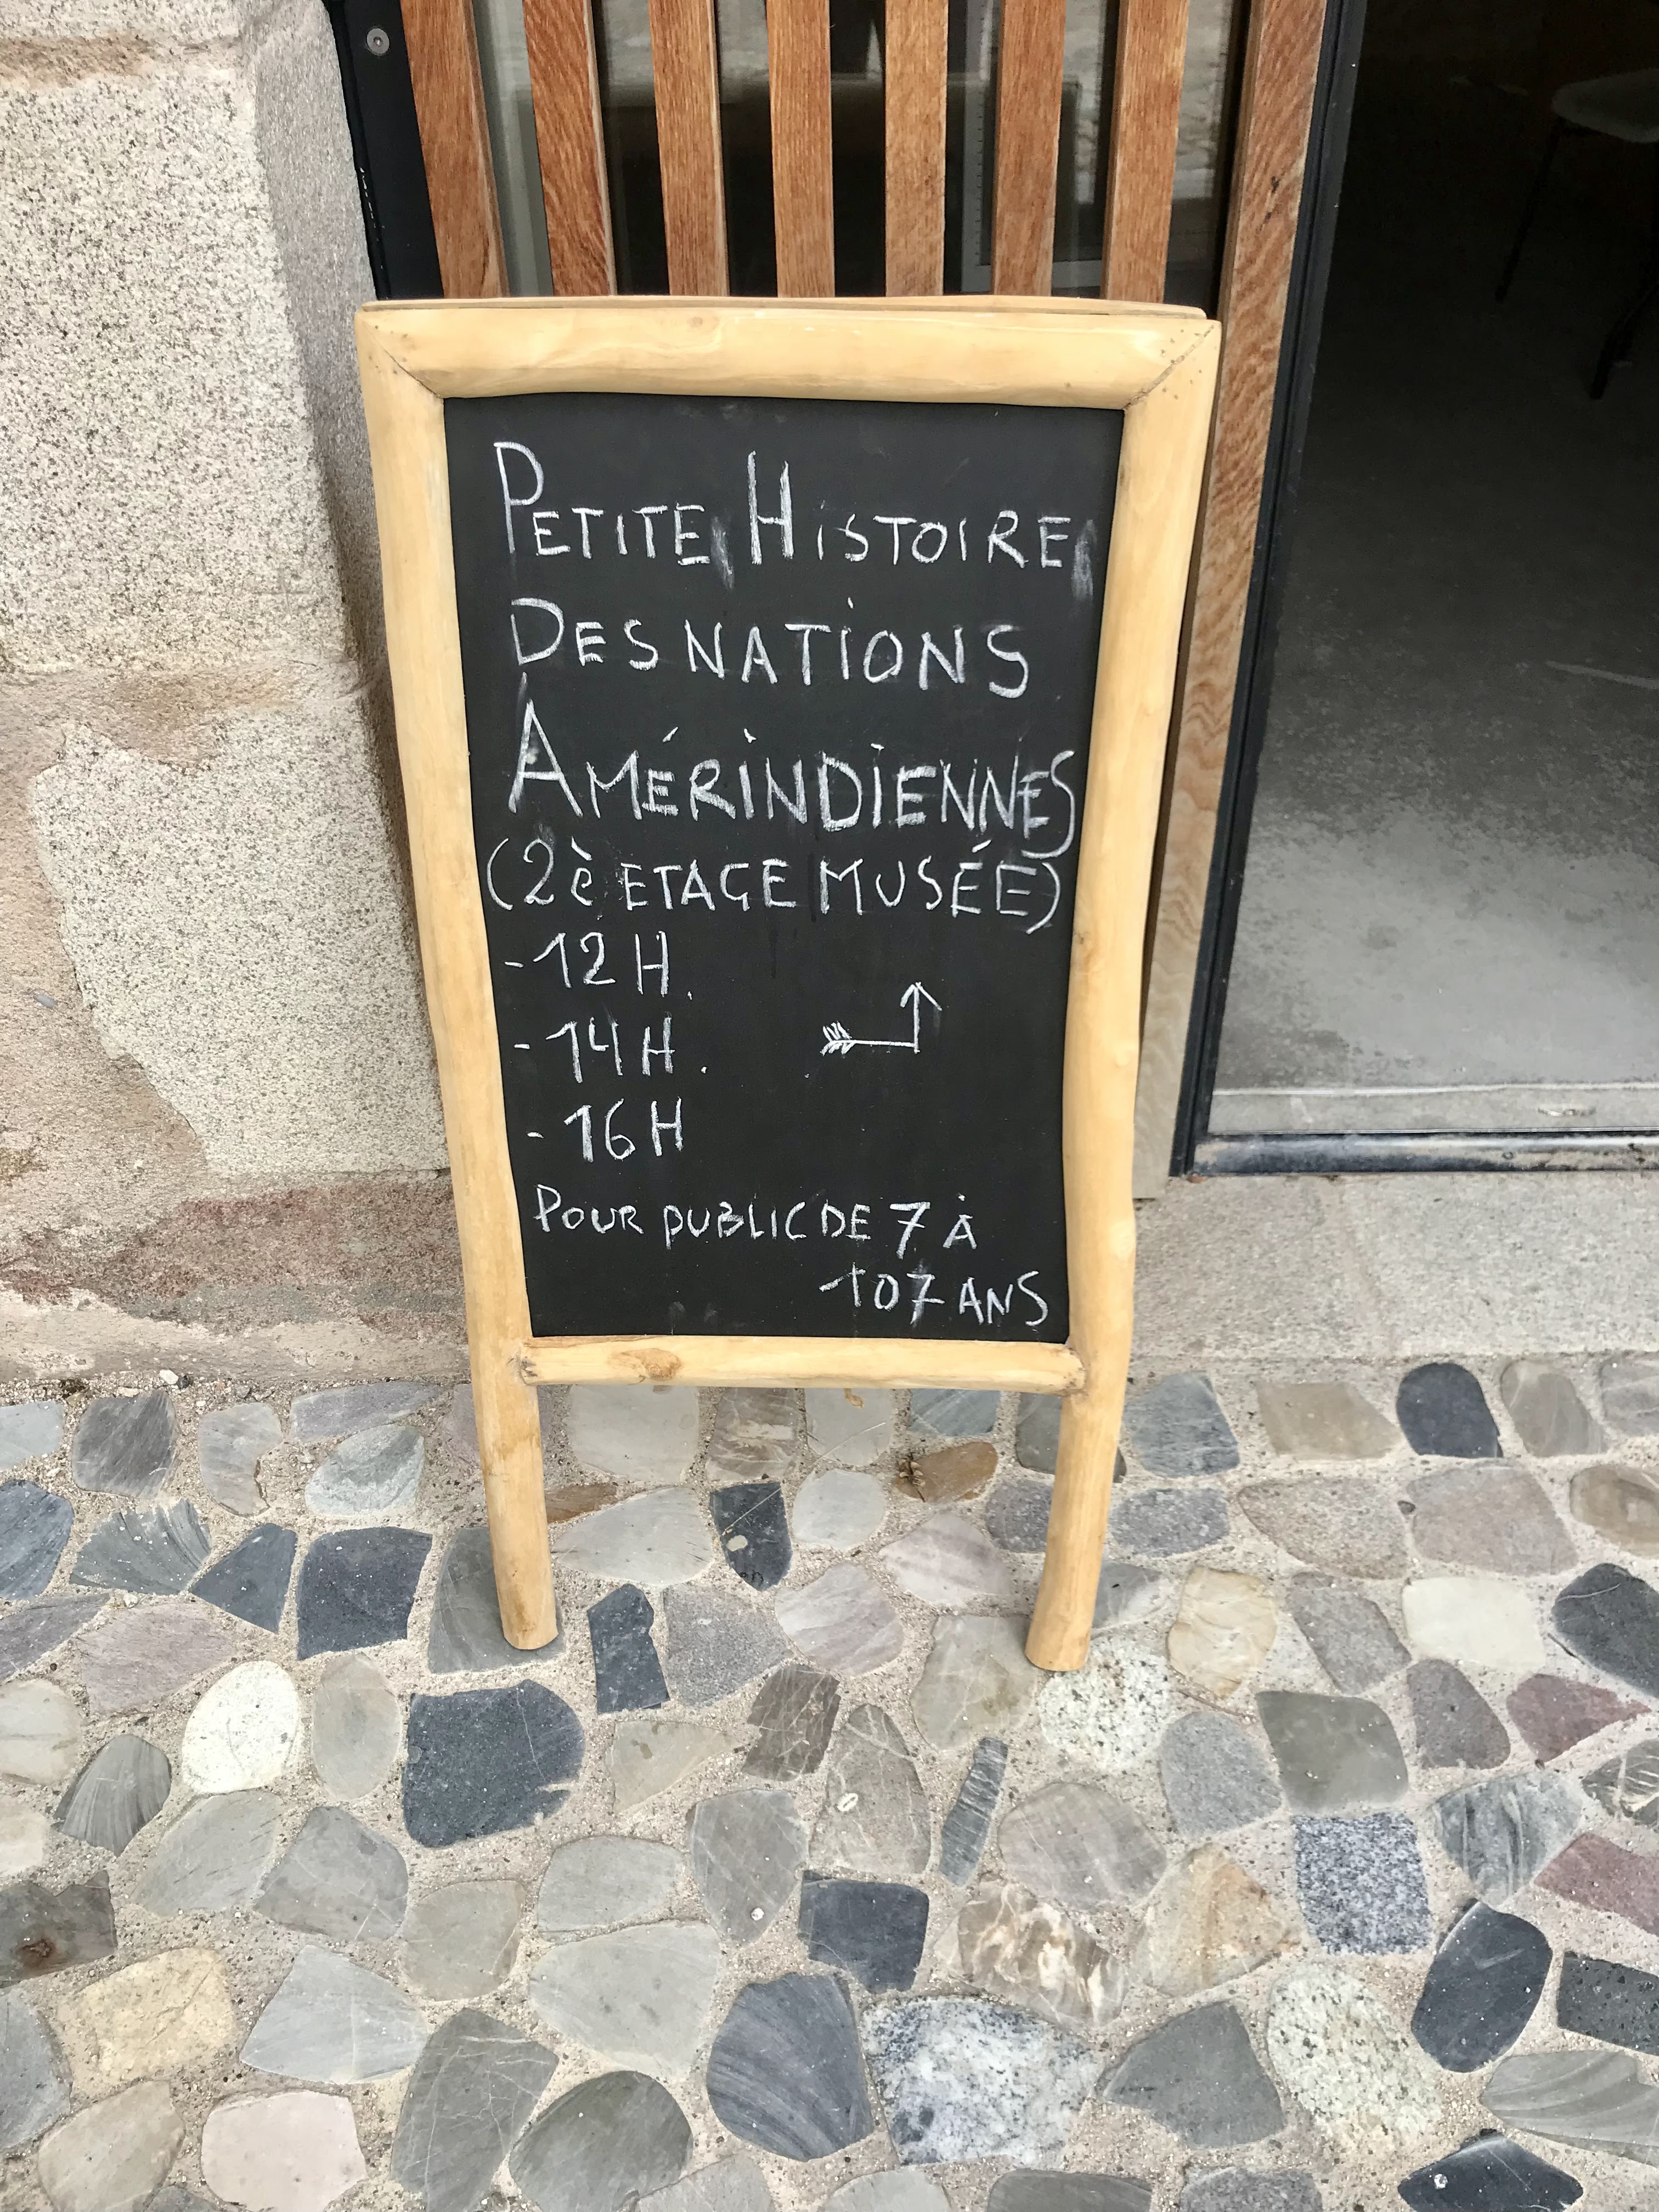 PETITE HISTOIRE
DES NATIONS
AMÉRINDIENNES
(2è ETAGE MUSÉE)
-12H.
-14H.
-16H
POUR PUBLIC DE 7 À
107 ANS